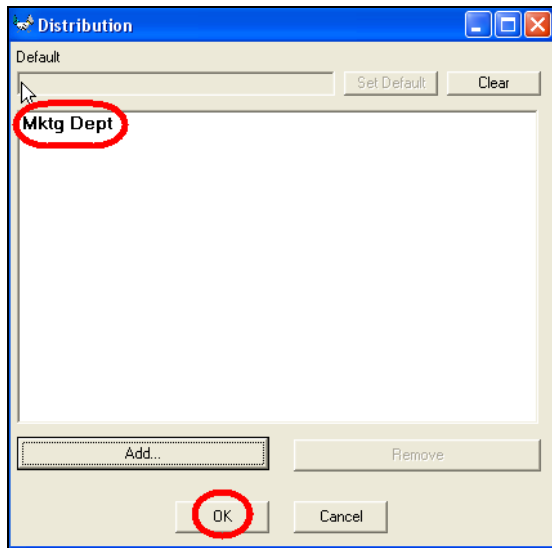 Distribution
Default
Set Default Clear
Mktg Dept
Add... Remove
OK Cancel